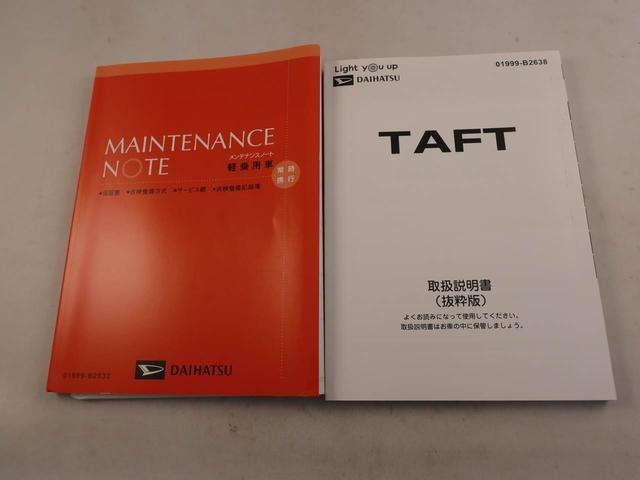 MAINTENANCE
NOTE
メンテナンスノート
軽乗用車
常時
携行
●保証書 ●点検整備方式 ●サービス網 ●点検整備記録簿
01999-B2032
DAIHATSU
Light you up
DAIHATSU
01999-B2638
TAFT
取扱説明書
（抜粋版）
よくお読みになって使用してください。
取扱説明書はお車の中に保管しましょう。